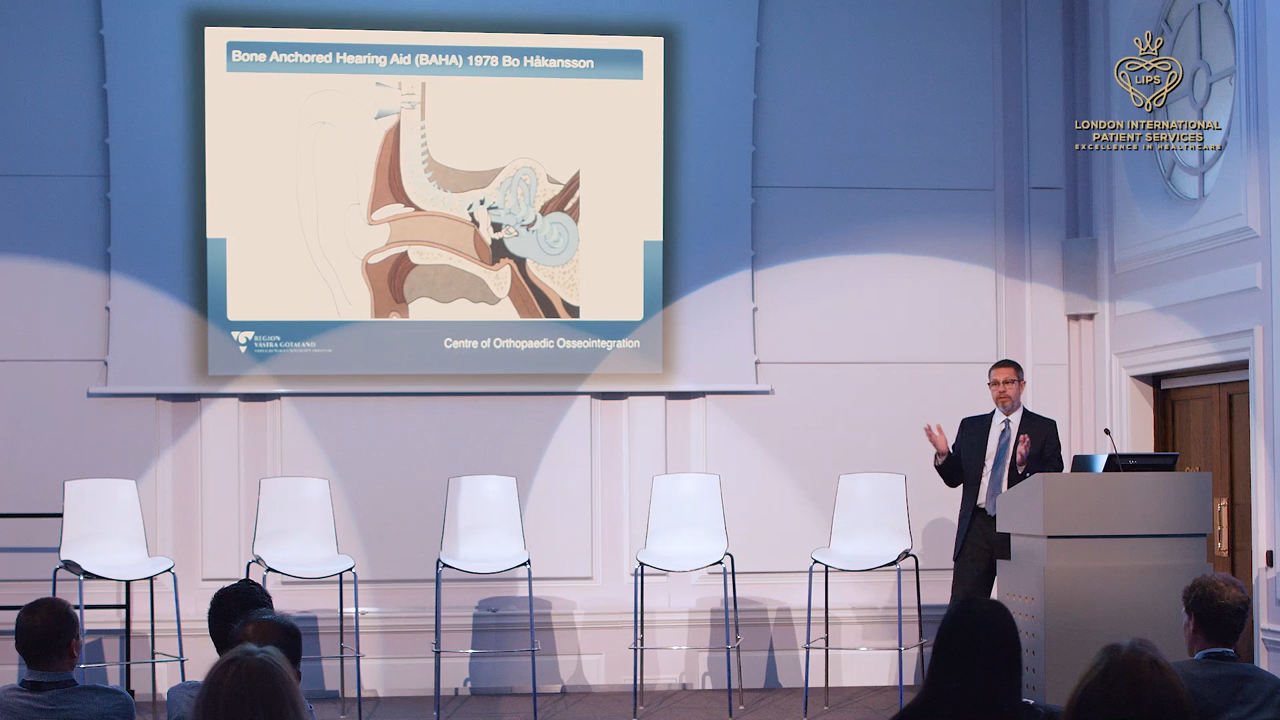 Bone Anchored Hearing Aid (BAHA) 1978 Bo Håkansson
LIPS
LONDON INTERNATIONAL
PATIENT SERVICES
EXCELLENCE IN HEALTHCARE
REGION
VÄSTRA GÖTALAND
Centre of Orthopaedic Osseointegration